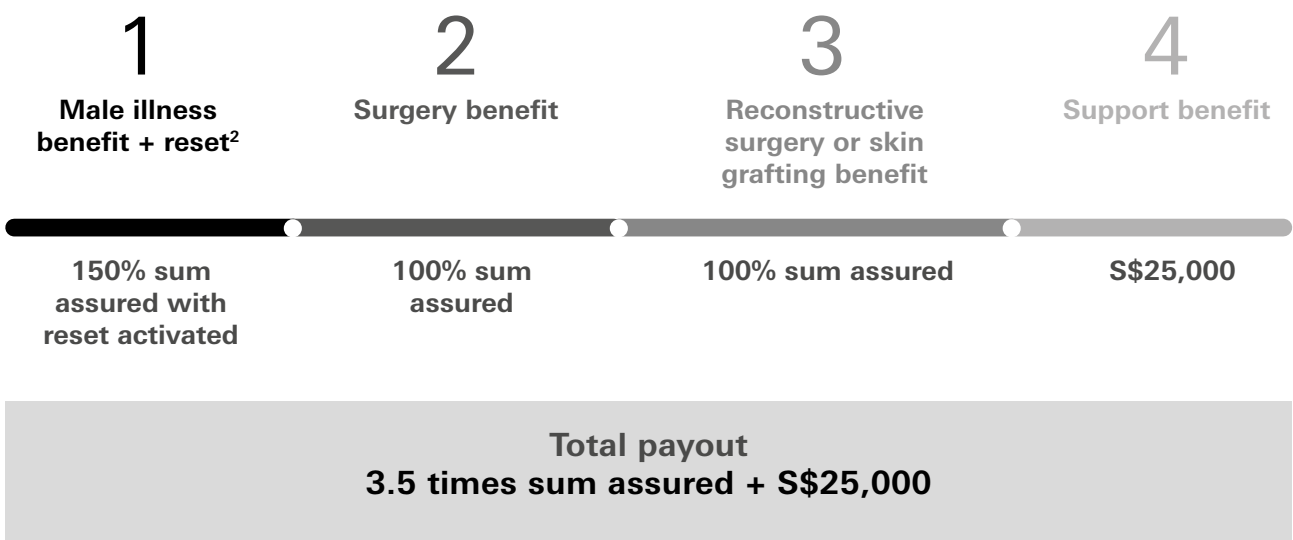 1
Male illness
benefit + reset²
2
Surgery benefit
3
Reconstructive
surgery or skin
grafting benefit
4
Support benefit
150% sum
assured with
reset activated
100% sum
assured
100% sum assured
S$25,000
Total payout
3.5 times sum assured + S$25,000